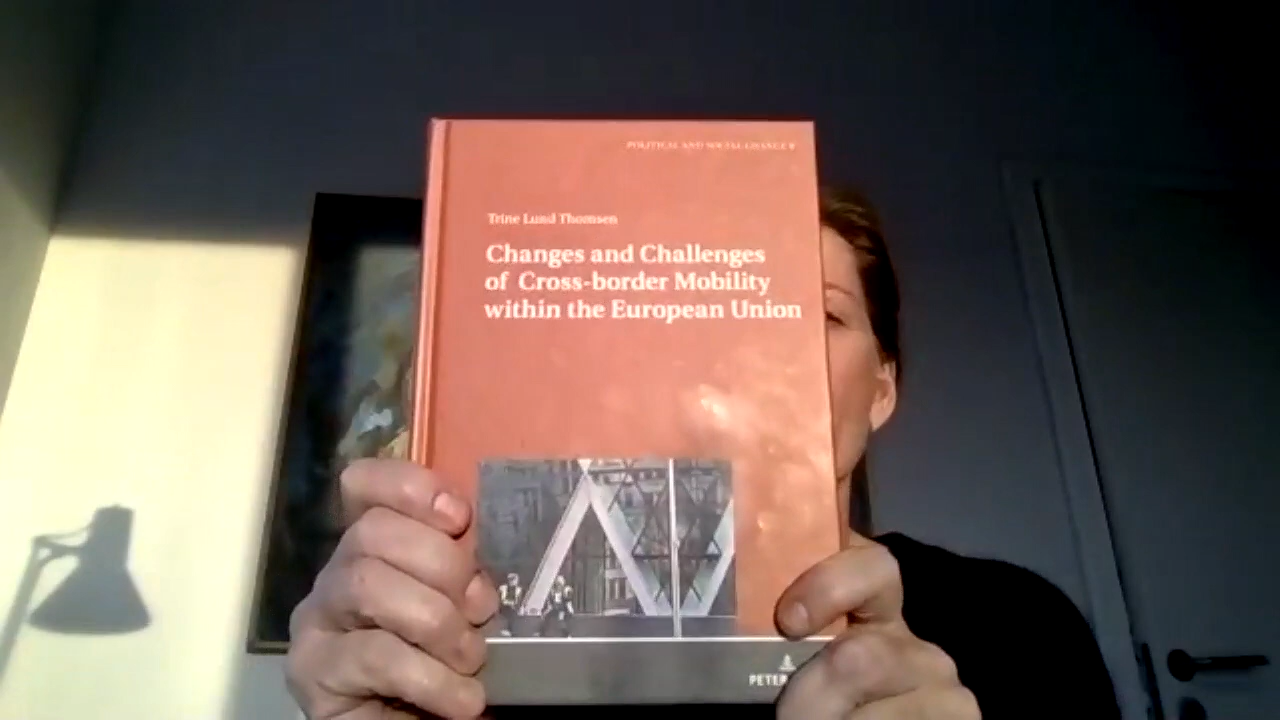 POLITICAL AND SOCIAL CHANGE
Trine Lund Thomsen
Changes and Challenges
of Cross-border Mobility
within the European Union
PETER